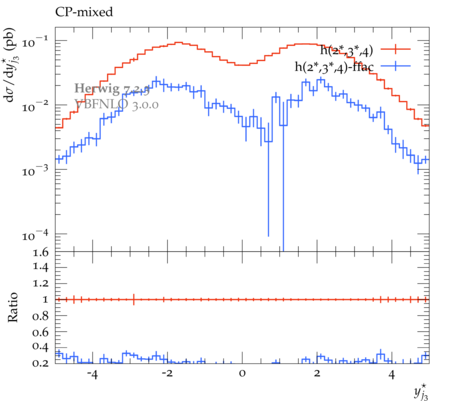 CP-mixed
dσ/dy*j3 (pb)
10⁻¹
10⁻²
10⁻³
10⁻⁴
h(2*,3*,4)
h(2*,3*,4)-ffac
Herwig 7.2.3
VBFNLO 3.0.0
Ratio
1.6
1.4
1.2
1
0.8
0.6
0.4
0.2
-4 -2 0 2 4
y*j3